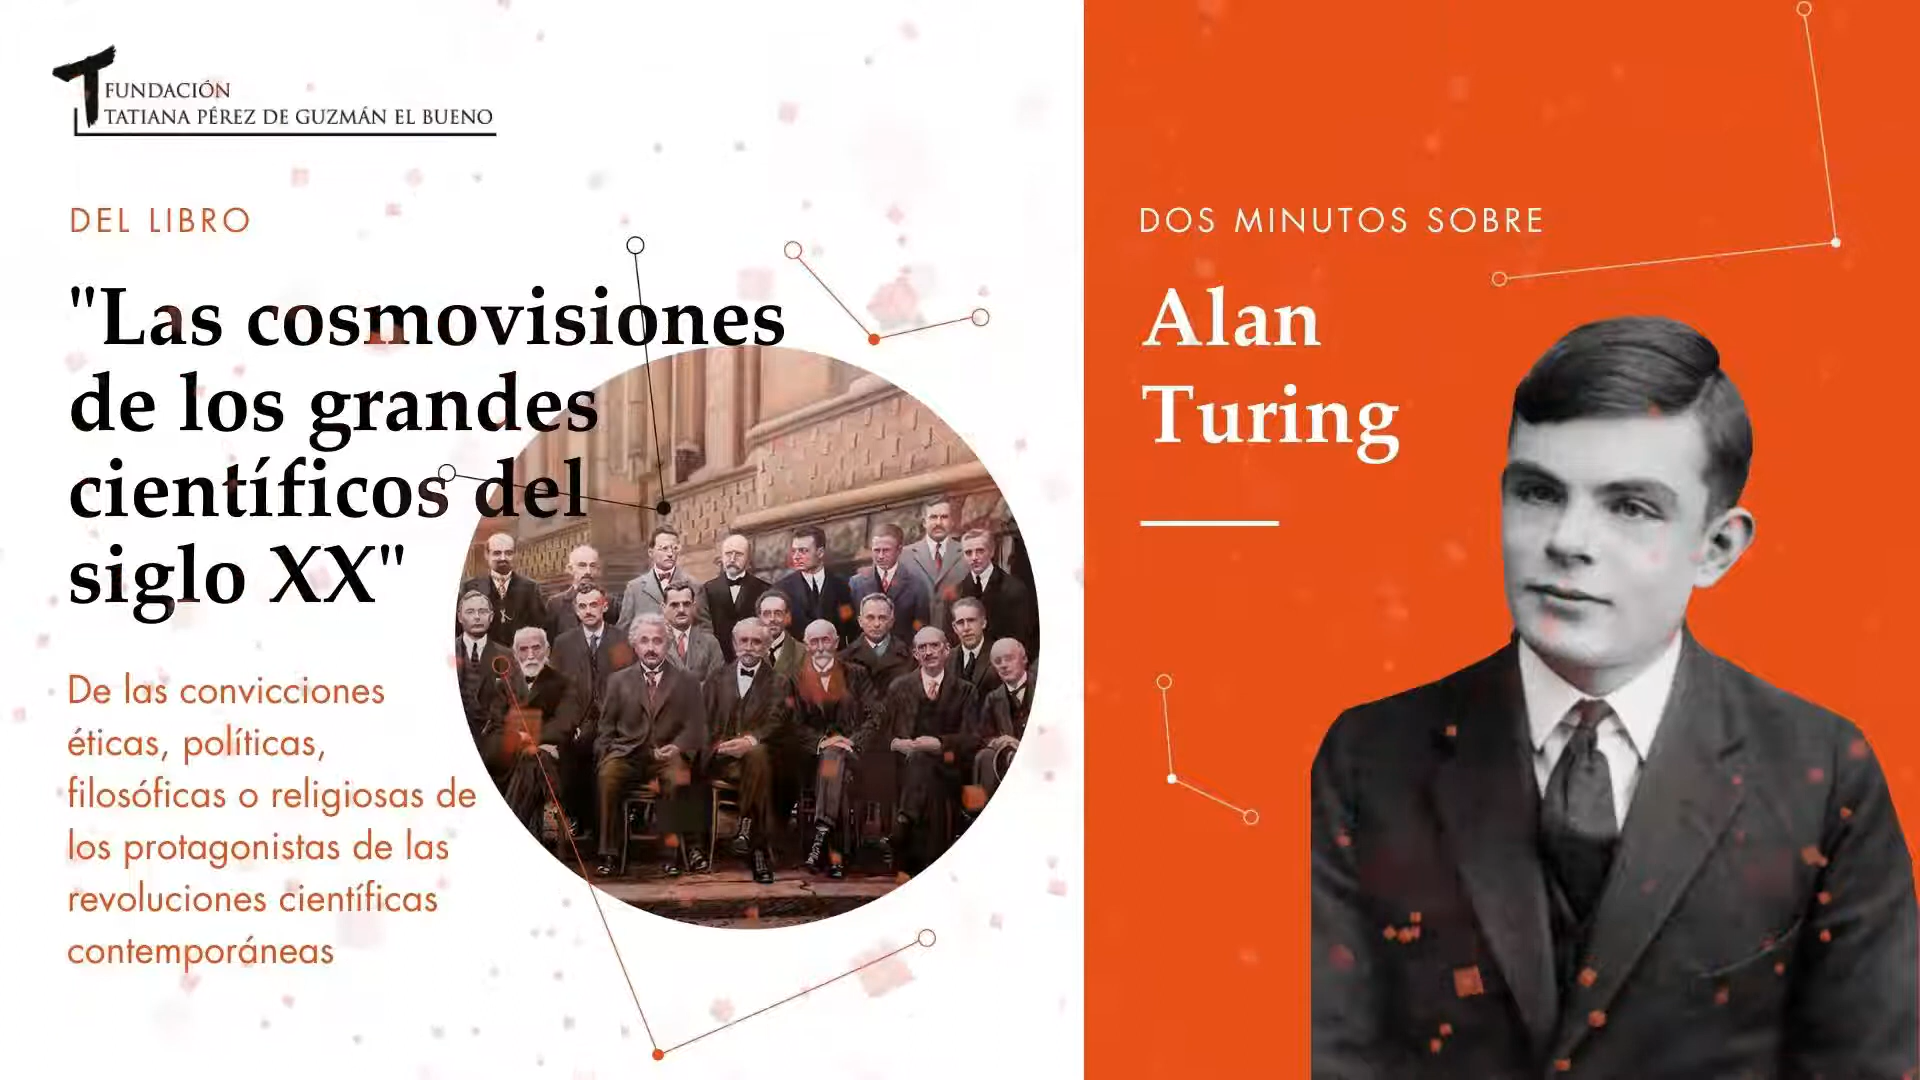 FUNDACIÓN
TATIANA PÉREZ DE GUZMÁN EL BUENO
DEL LIBRO
"Las cosmovisiones
de los grandes
científicos del
siglo XX"
De las convicciones
éticas, políticas,
filosóficas o religiosas de
los protagonistas de las
revoluciones científicas
contemporáneas
DOS MINUTOS SOBRE
Alan
Turing